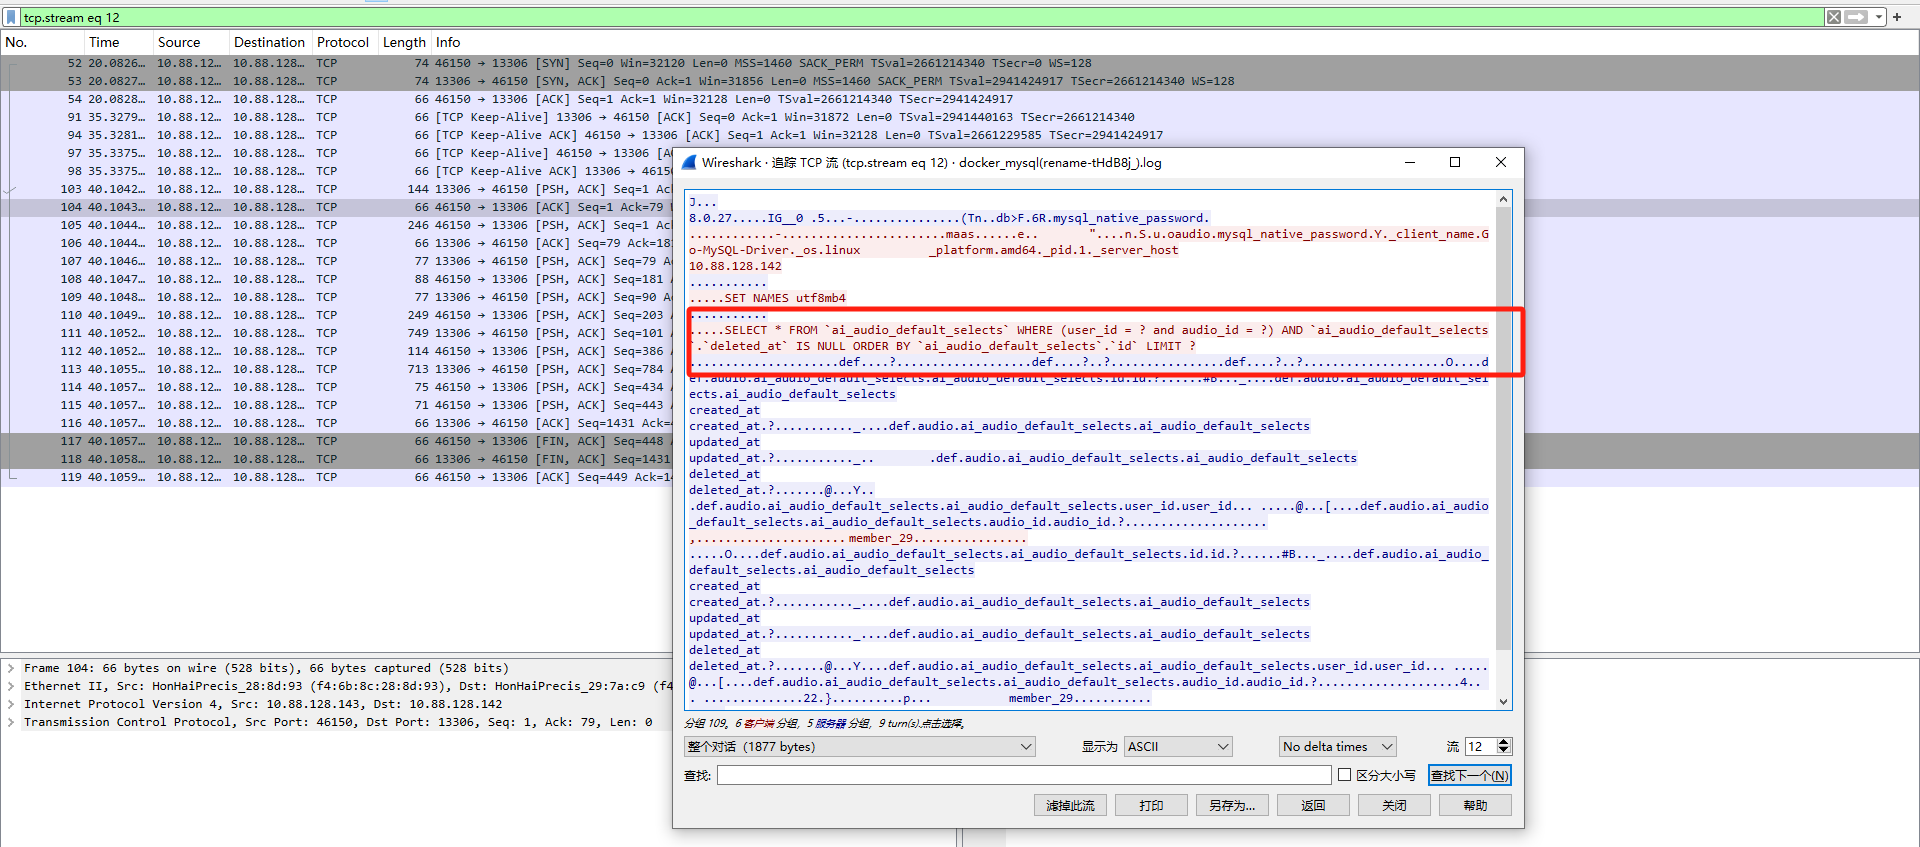 tcp.stream eq 12
No. Time Source Destination Protocol Length Info
52 20.0826… 10.88.12… 10.88.128… TCP 74 46150 → 13306 [SYN] Seq=0 Win=32120 Len=0 MSS=1460 SACK_PERM TSval=2661214340 TSecr=0 WS=128
53 20.0827… 10.88.12… 10.88.128… TCP 74 13306 → 46150 [SYN, ACK] Seq=0 Ack=1 Win=31856 Len=0 MSS=1460 SACK_PERM TSval=2941424917 TSecr=2661214340 WS=128
54 20.0828… 10.88.12… 10.88.128… TCP 66 46150 → 13306 [ACK] Seq=1 Ack=1 Win=32128 Len=0 TSval=2661214340 TSecr=2941424917
91 35.3279… 10.88.12… 10.88.128… TCP 66 [TCP Keep-Alive] 13306 → 46150 [ACK] Seq=0 Ack=1 Win=31872 Len=0 TSval=2941440163 TSecr=2661214340
94 35.3281… 10.88.12… 10.88.128… TCP 66 [TCP Keep-Alive ACK] 46150 → 13306 [ACK] Seq=1 Ack=1 Win=32128 Len=0 TSval=2661229585 TSecr=2941424917
97 35.3375… 10.88.12… 10.88.128… TCP 66 [TCP Keep-Alive] 46150 → 13306 [AC
98 35.3375… 10.88.12… 10.88.128… TCP 66 [TCP Keep-Alive ACK] 13306 → 4615
103 40.1042… 10.88.12… 10.88.128… TCP 144 13306 → 46150 [PSH, ACK] Seq=1 Ack
104 40.1043… 10.88.12… 10.88.128… TCP 66 46150 → 13306 [ACK] Seq=1 Ack=79 W
105 40.1044… 10.88.12… 10.88.128… TCP 246 46150 → 13306 [PSH, ACK] Seq=1 Ac
106 40.1044… 10.88.12… 10.88.128… TCP 66 13306 → 46150 [ACK] Seq=79 Ack=181
107 40.1046… 10.88.12… 10.88.128… TCP 77 13306 → 46150 [PSH, ACK] Seq=79 A
108 40.1047… 10.88.12… 10.88.128… TCP 88 46150 → 13306 [PSH, ACK] Seq=181
109 40.1048… 10.88.12… 10.88.128… TCP 77 13306 → 46150 [PSH, ACK] Seq=90 A
110 40.1049… 10.88.12… 10.88.128… TCP 249 46150 → 13306 [PSH, ACK] Seq=203
111 40.1052… 10.88.12… 10.88.128… TCP 749 13306 → 46150 [PSH, ACK] Seq=101
112 40.1052… 10.88.12… 10.88.128… TCP 114 46150 → 13306 [PSH, ACK] Seq=386
113 40.1055… 10.88.12… 10.88.128… TCP 713 13306 → 46150 [PSH, ACK] Seq=784
114 40.1057… 10.88.12… 10.88.128… TCP 75 46150 → 13306 [PSH, ACK] Seq=434
115 40.1057… 10.88.12… 10.88.128… TCP 71 46150 → 13306 [PSH, ACK] Seq=443
116 40.1057… 10.88.12… 10.88.128… TCP 66 13306 → 46150 [ACK] Seq=1431 Ack=4
117 40.1057… 10.88.12… 10.88.128… TCP 66 46150 → 13306 [FIN, ACK] Seq=448
118 40.1058… 10.88.12… 10.88.128… TCP 66 13306 → 46150 [FIN, ACK] Seq=1431
119 40.1059… 10.88.12… 10.88.128… TCP 66 46150 → 13306 [ACK] Seq=449 Ack=14
Frame 104: 66 bytes on wire (528 bits), 66 bytes captured (528 bits)
Ethernet II, Src: HonHaiPrecis_28:8d:93 (f4:6b:8c:28:8d:93), Dst: HonHaiPrecis_29:7a:c9 (f4
Internet Protocol Version 4, Src: 10.88.128.143, Dst: 10.88.128.142
Transmission Control Protocol, Src Port: 46150, Dst Port: 13306, Seq: 1, Ack: 79, Len: 0
Wireshark · 追踪 TCP 流 (tcp.stream eq 12) · docker_mysql(rename-tHdB8j_).log
J...
8.0.27.....IG__0 .5...-...............(Tn..db>F.6R.mysql_native_password.
...........-.....................maas......e.. "....n.S.u.oaudio.mysql_native_password.Y._client_name.G
o-MySQL-Driver._os.linux _platform.amd64._pid.1._server_host
10.88.128.142
...........
.....SET NAMES utf8mb4
...........
.....SELECT * FROM `ai_audio_default_selects` WHERE (user_id = ? and audio_id = ?) AND `ai_audio_default_selects
`.`deleted_at` IS NULL ORDER BY `ai_audio_default_selects`.`id` LIMIT ?
...................def....?.....................def....?..?................def....?..?..................O....d
ef.audio.ai_audio_default_selects.ai_audio_default_selects.id.id.?......#B..._....def.audio.ai_audio_default_sel
ects.ai_audio_default_selects
created_at
created_at.?..........._....def.audio.ai_audio_default_selects.ai_audio_default_selects
updated_at
updated_at.?..........._.. .def.audio.ai_audio_default_selects.ai_audio_default_selects
deleted_at
deleted_at.?.......@...Y..
.def.audio.ai_audio_default_selects.ai_audio_default_selects.user_id.user_id... .....@...[....def.audio.ai_audio
_default_selects.ai_audio_default_selects.audio_id.audio_id.?....................
,.....................member_29................
.....O....def.audio.ai_audio_default_selects.ai_audio_default_selects.id.id.?......#B..._....def.audio.ai_audio_
default_selects.ai_audio_default_selects
created_at
created_at.?..........._....def.audio.ai_audio_default_selects.ai_audio_default_selects
updated_at
updated_at.?..........._....def.audio.ai_audio_default_selects.ai_audio_default_selects
deleted_at
deleted_at.?.......@...Y....def.audio.ai_audio_default_selects.ai_audio_default_selects.user_id.user_id... .....
@...[....def.audio.ai_audio_default_selects.ai_audio_default_selects.audio_id.audio_id.?....................4..
. ..............22.}..........p... member_29...........
分组 109。6 客户端 分组，5 服务器 分组，9 turn(s).点击选择。
整个对话 (1877 bytes) 显示为 ASCII No delta times 流 12
查找: 区分大小写 查找下一个(N)
滤掉此流 打印 另存为… 返回 关闭 帮助